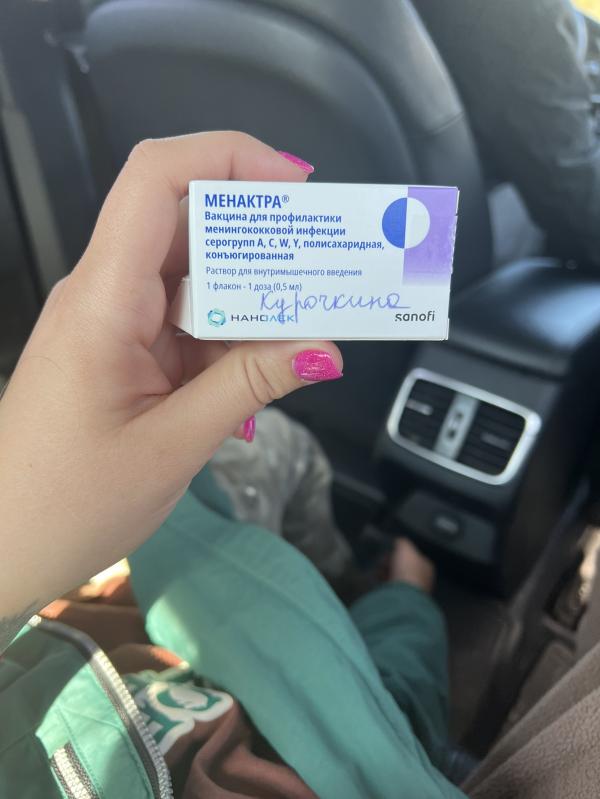 МЕНАКТРА®
Вакцина для профилактики
менингококковой инфекции
серогрупп A, C, W, Y, полисахаридная,
конъюгированная
Раствор для внутримышечного введения
1 флакон - 1 доза (0,5 мл)
Курочкина
НАНОЛЕК
sanofi